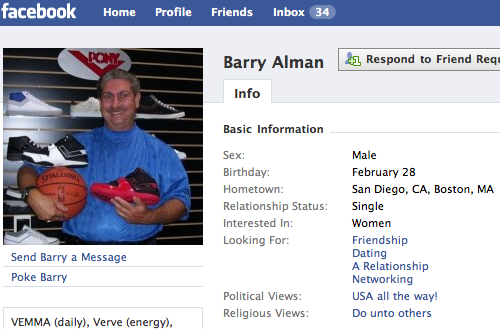 facebook Home Profile Friends Inbox 34
PONY
SPALDING
Send Barry a Message
Poke Barry
VEMMA (daily), Verve (energy),
Barry Alman
Respond to Friend Requ
Info
Basic Information
Sex: Male
Birthday: February 28
Hometown: San Diego, CA, Boston, MA
Relationship Status: Single
Interested In: Women
Looking For: Friendship
Dating
A Relationship
Networking
Political Views: USA all the way!
Religious Views: Do unto others